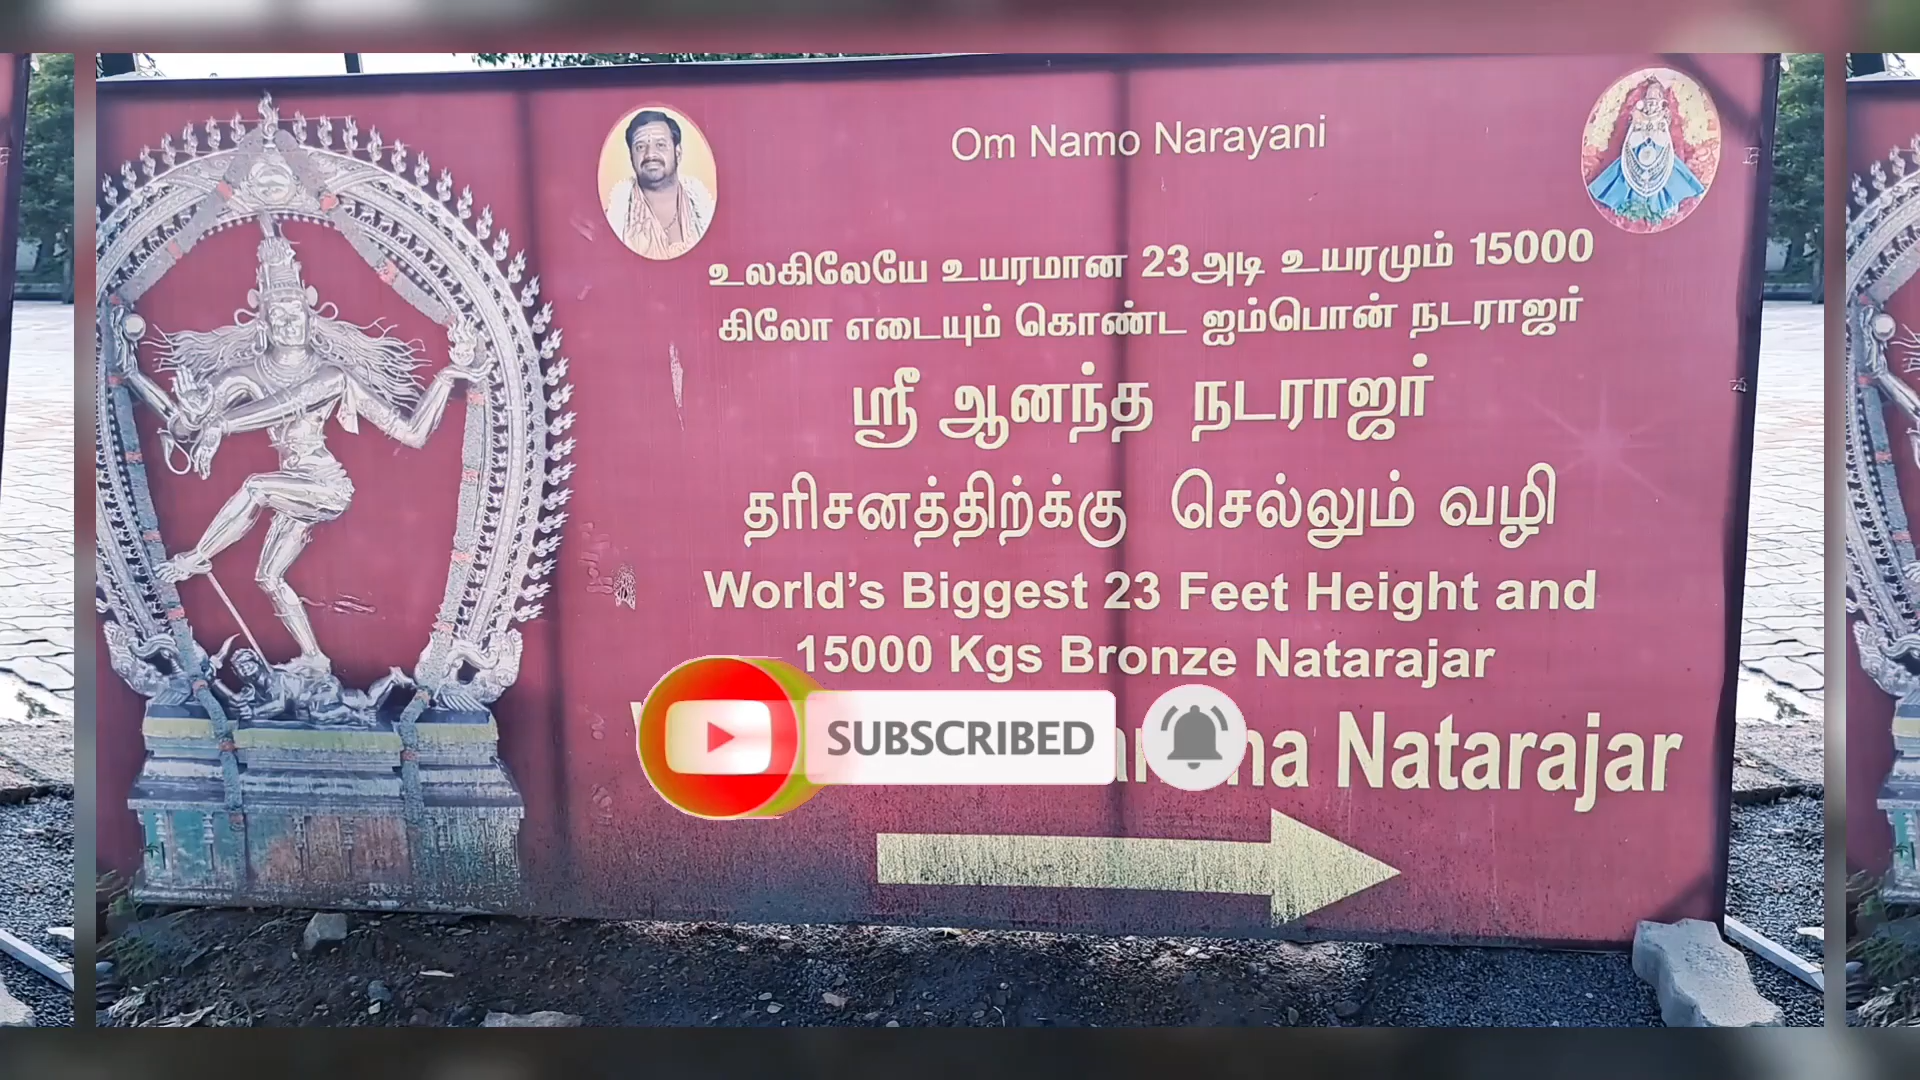 Om Namo Narayani
உலகிலேயே உயரமான 23அடி உயரமும் 15000
கிலோ எடையும் கொண்ட ஐம்பொன் நடராஜர்
ஸ்ரீ ஆனந்த நடராஜர்
தரிசனத்திற்க்கு செல்லும் வழி
World's Biggest 23 Feet Height and
15000 Kgs Bronze Natarajar
Natarajar
SUBSCRIBED